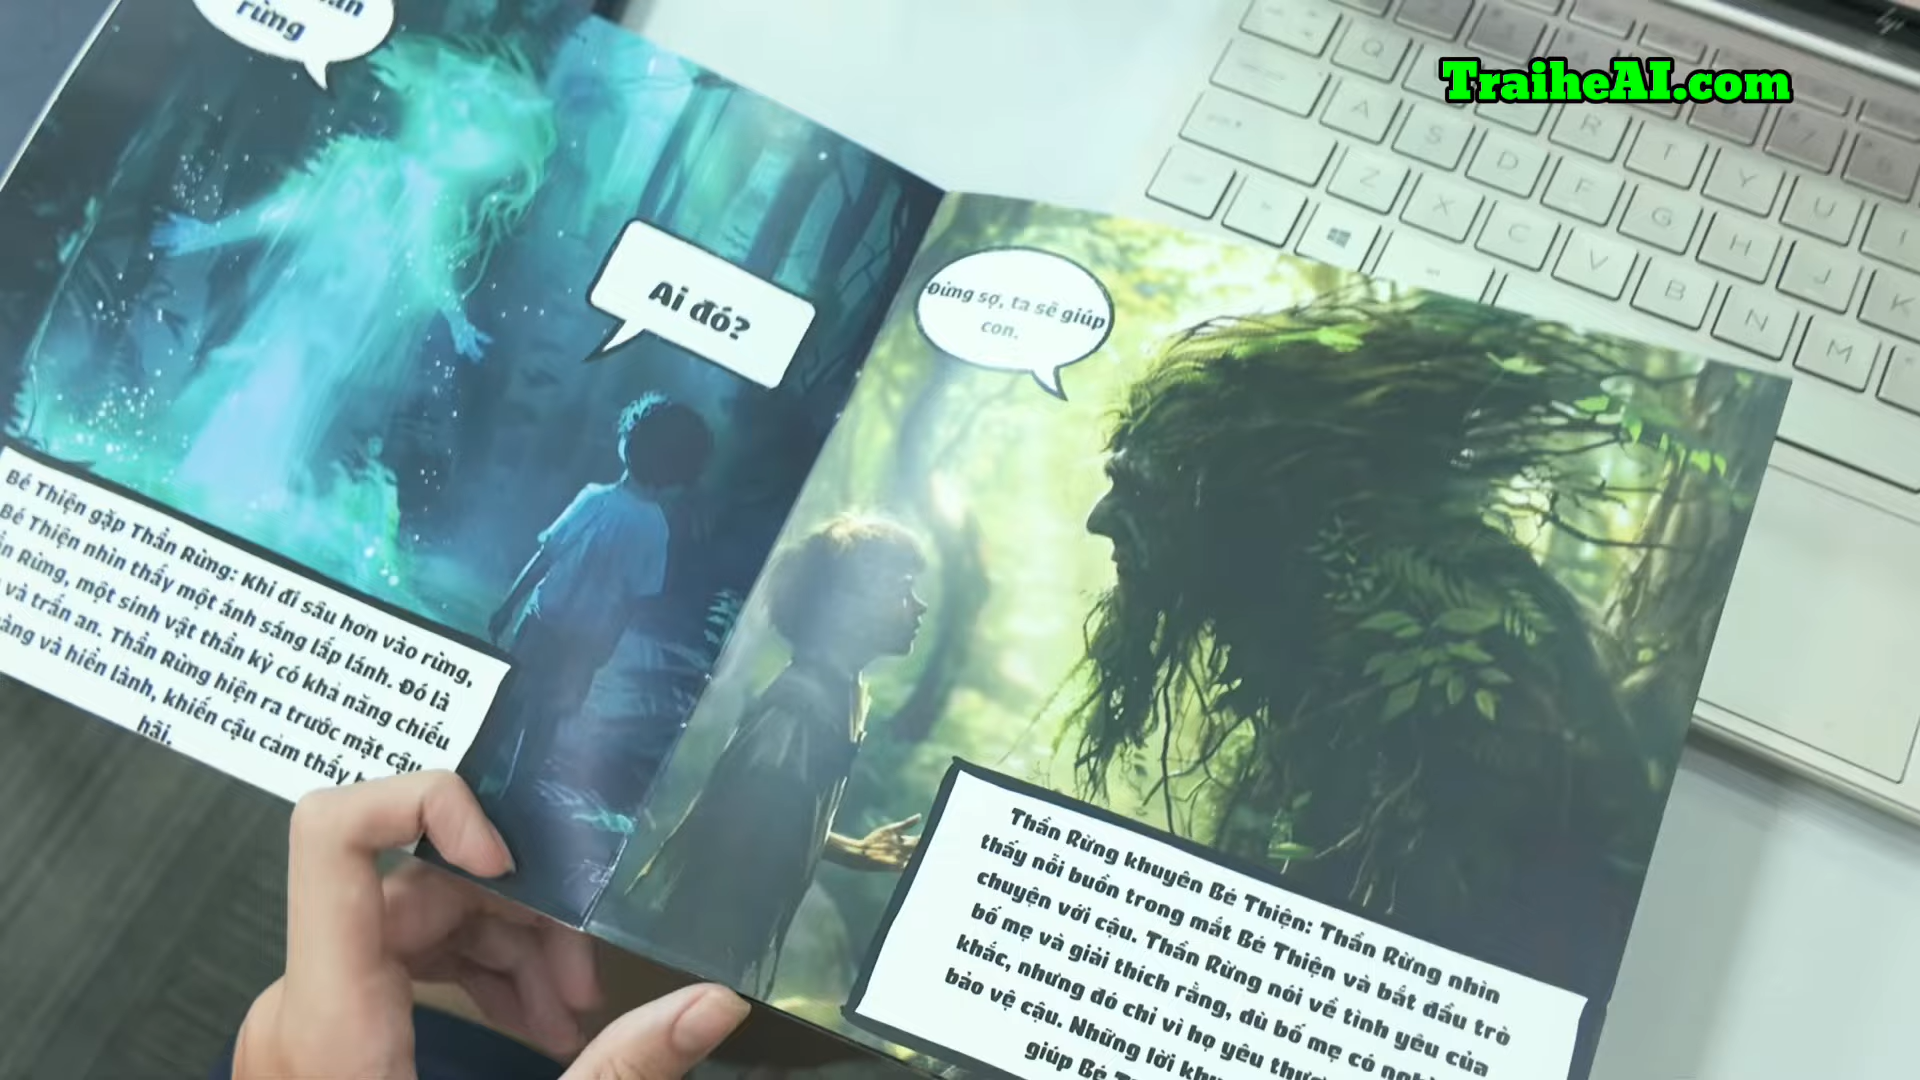 rừng
TraiheAI.com
Ai đó?
Đừng sợ, ta sẽ giúp
con.
Bé Thiện gặp Thần Rừng: Khi đi sâu hơn vào rừng,
Bé Thiện nhìn thấy một ánh sáng lấp lánh. Đó là
Rừng, một sinh vật thần kỳ có khả năng chiếu
và trấn an. Thần Rừng hiện ra trước mặt cậu
và hiền lành, khiến cậu cảm thấy
hãi.
Thần Rừng khuyên Bé Thiện: Thần Rừng nhìn
thấy nỗi buồn trong mắt Bé Thiện và bắt đầu trò
chuyện với cậu. Thần Rừng nói về tình yêu của
bố mẹ và giải thích rằng, dù bố mẹ có
khắc, nhưng đó chỉ vì họ yêu
bảo vệ cậu. Những lời
giúp Bé
Q
A S D F G H J K
R T Y U I
Z X C V B N M
hp